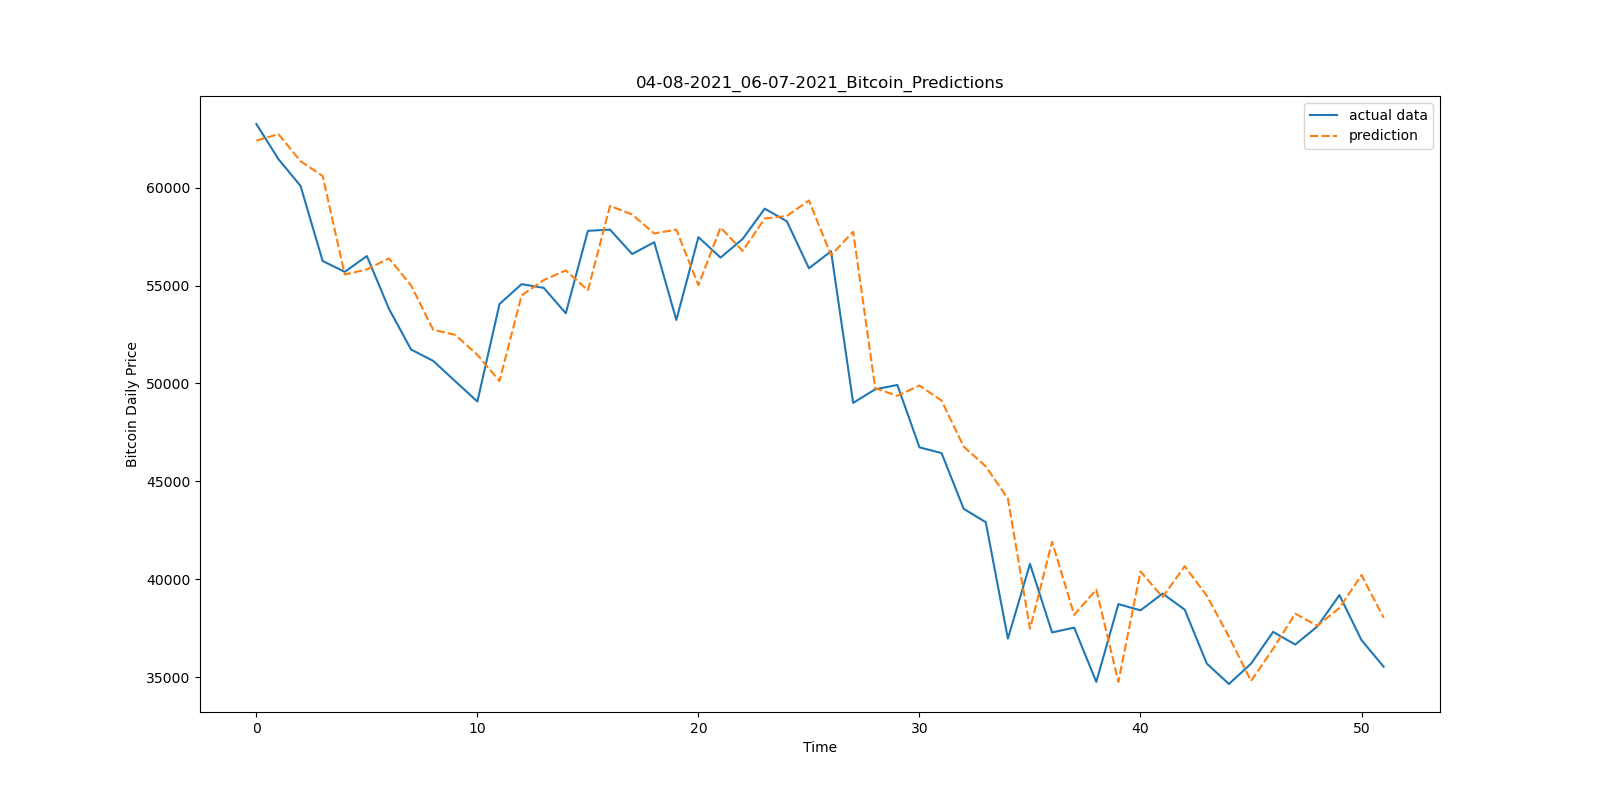 04-08-2021_06-07-2021_Bitcoin_Predictions
actual data
prediction
Bitcoin Daily Price
60000
55000
50000
45000
40000
35000
0 10 20 30 40 50
Time